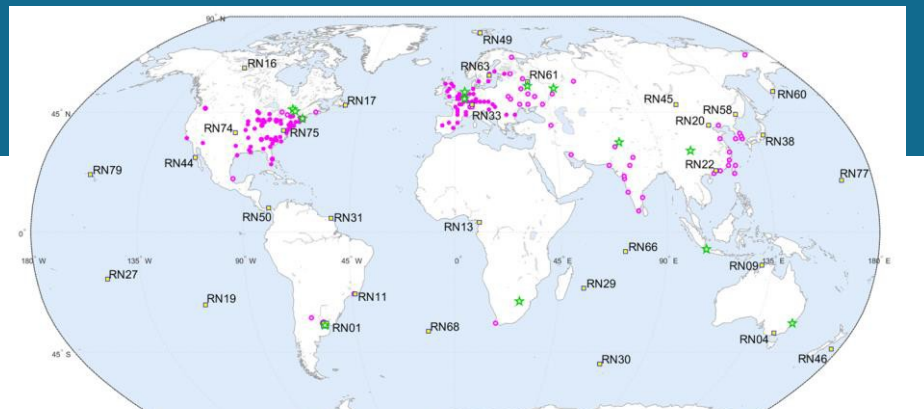 90° N
RN49
RN16
RN63
RN61
RN17
RN45
RN58
RN60
45° N
RN33
RN20
RN74
RN75
RN38
RN44
RN22
RN79
RN77
RN50
RN31
RN13
0°
RN66
180° W
135° W
90° W
45° W
0°
45° E
90° E
135° E
180° E
RN09
RN27
RN29
RN19
RN11
RN01
RN68
RN04
RN46
45° S
RN30